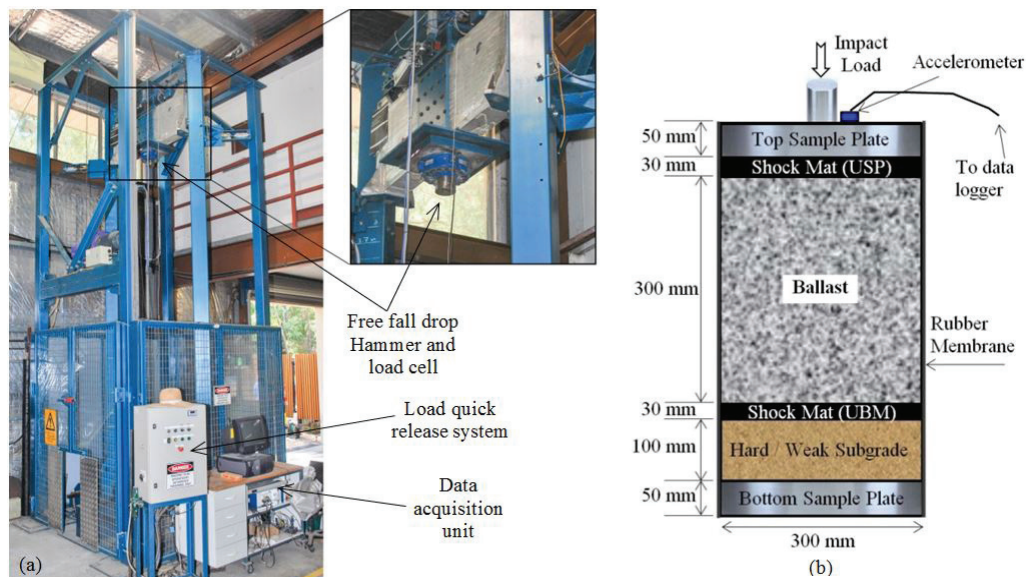 Free fall drop
Hammer and
load cell
Load quick
release system
Data
acquisition
unit
DANGER
DANGER
(a)
Impact
Load
Accelerometer
To data
logger
50 mm
Top Sample Plate
30 mm
Shock Mat (USP)
300 mm
Ballast
Rubber
Membrane
30 mm
Shock Mat (UBM)
100 mm
Hard / Weak Subgrade
50 mm
Bottom Sample Plate
300 mm
(b)